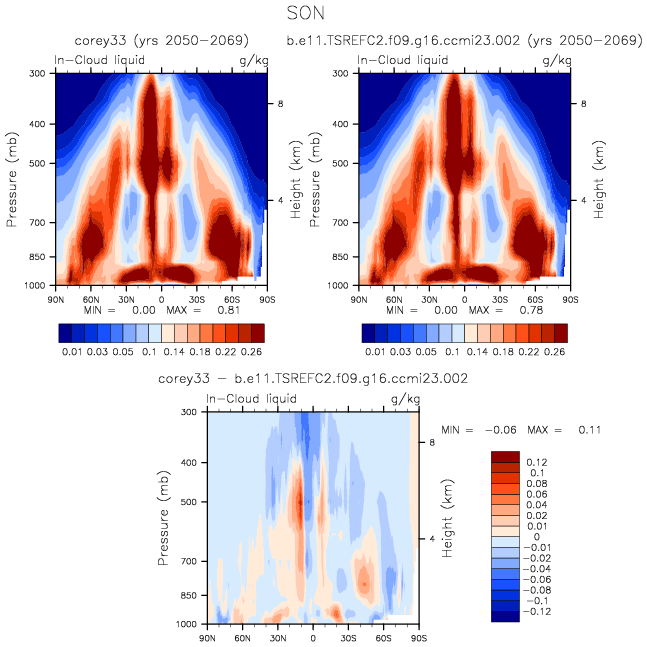 SON
corey33 (yrs 2050-2069)
b.e11.TSREFC2.f09.g16.ccmi23.002 (yrs 2050-2069)
In-Cloud liquid g/kg
In-Cloud liquid g/kg
300
400
500
700
850
1000
Pressure (mb)
8
4
Height (km)
90N 60N 30N 0 30S 60S 90S
MIN = 0.00 MAX = 0.81
0.01 0.03 0.05 0.1 0.14 0.18 0.22 0.26
300
400
500
700
850
1000
Pressure (mb)
8
4
Height (km)
90N 60N 30N 0 30S 60S 90S
MIN = 0.00 MAX = 0.78
0.01 0.03 0.05 0.1 0.14 0.18 0.22 0.26
corey33 - b.e11.TSREFC2.f09.g16.ccmi23.002
In-Cloud liquid g/kg
300
400
500
700
850
1000
Pressure (mb)
8
4
Height (km)
90N 60N 30N 0 30S 60S 90S
MIN = -0.06 MAX = 0.11
0.12
0.1
0.08
0.06
0.04
0.02
0.01
0
-0.01
-0.02
-0.04
-0.06
-0.08
-0.1
-0.12